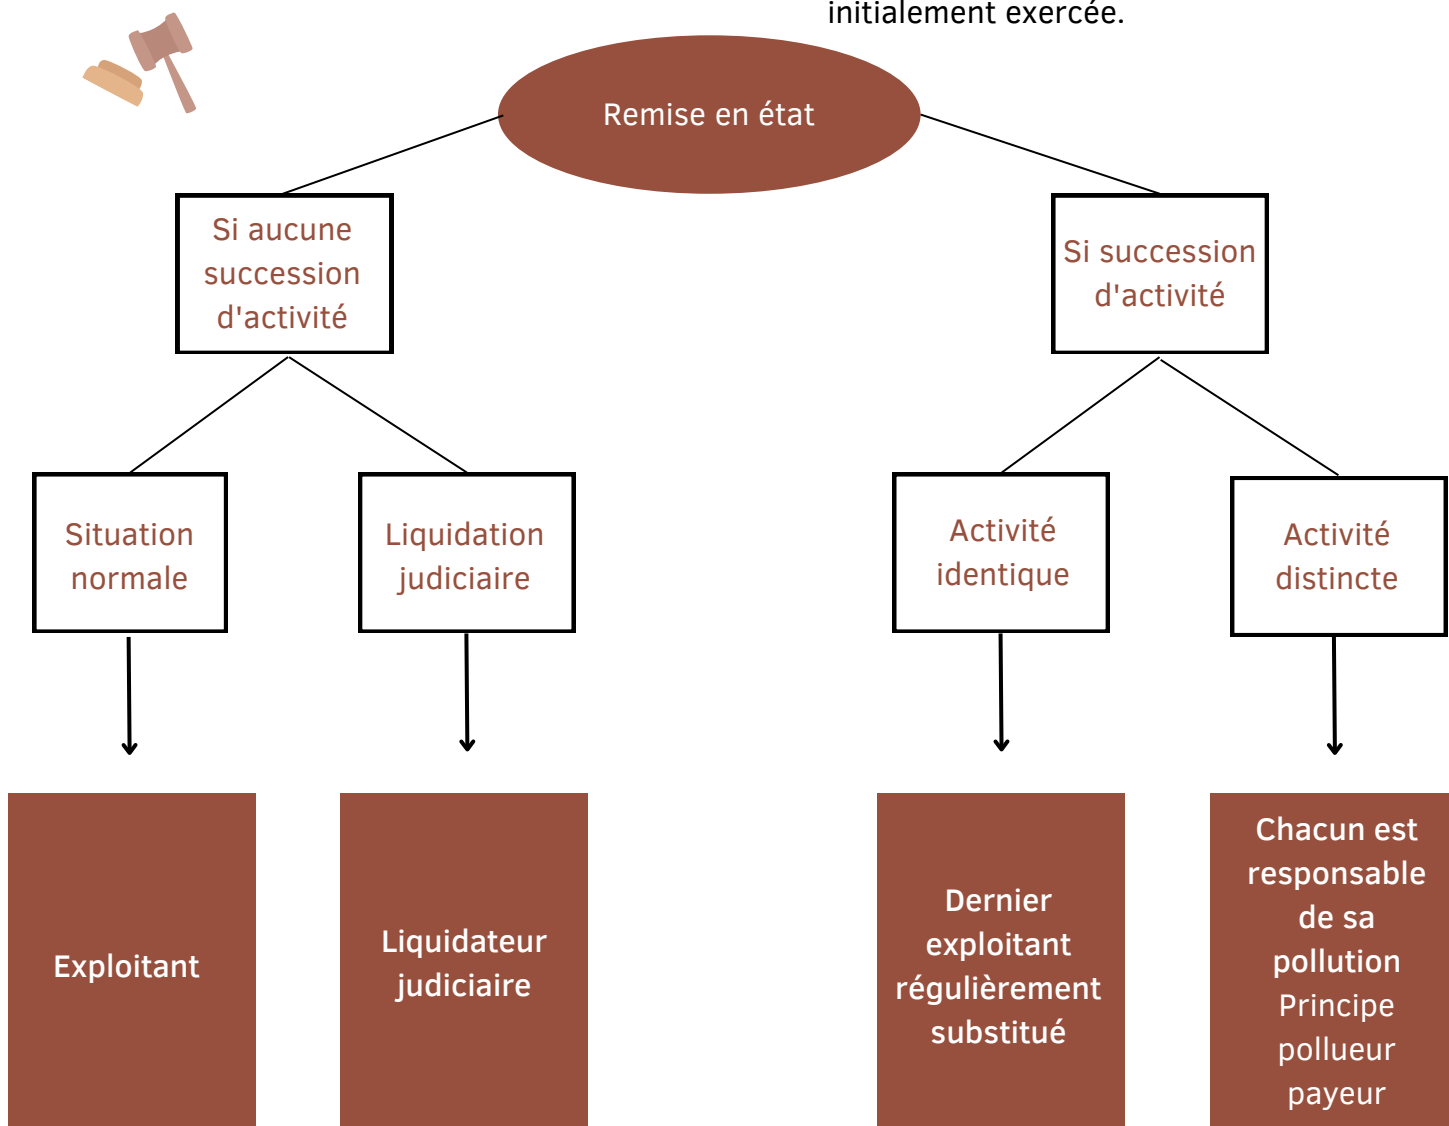 initialement exercée.
Remise en état
Si aucune
succession
d'activité
Si succession
d'activité
Situation
normale
Liquidation
judiciaire
Activité
identique
Activité
distincte
Exploitant
Liquidateur
judiciaire
Dernier
exploitant
régulièrement
substitué
Chacun est
responsable
de sa
pollution
Principe
pollueur
payeur